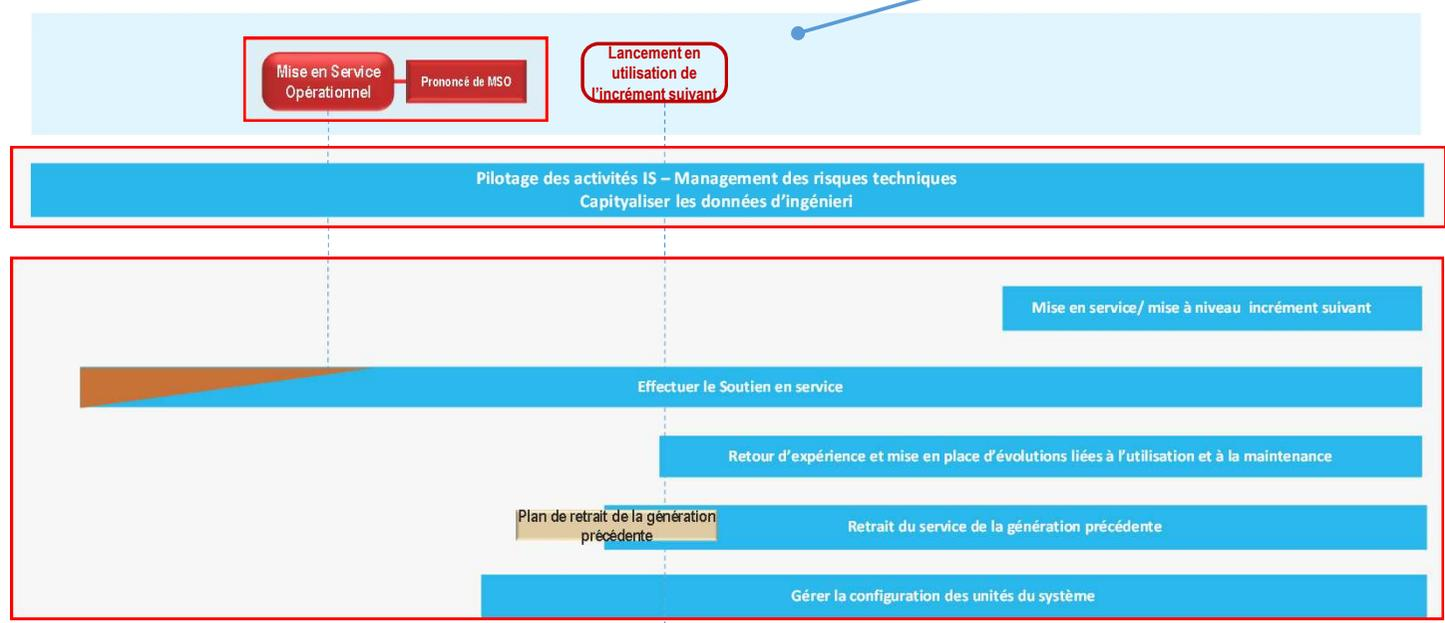 Mise en Service
Opérationnel
Prononcé de MSO
Lancement en
utilisation de
l'incrément suivant
Pilotage des activités IS – Management des risques techniques
Capityaliser les données d'ingénieri
Mise en service/ mise à niveau incrément suivant
Effectuer le Soutien en service
Retour d'expérience et mise en place d'évolutions liées à l'utilisation et à la maintenance
Plan de retrait de la génération
précédente
Retrait du service de la génération précédente
Gérer la configuration des unités du système